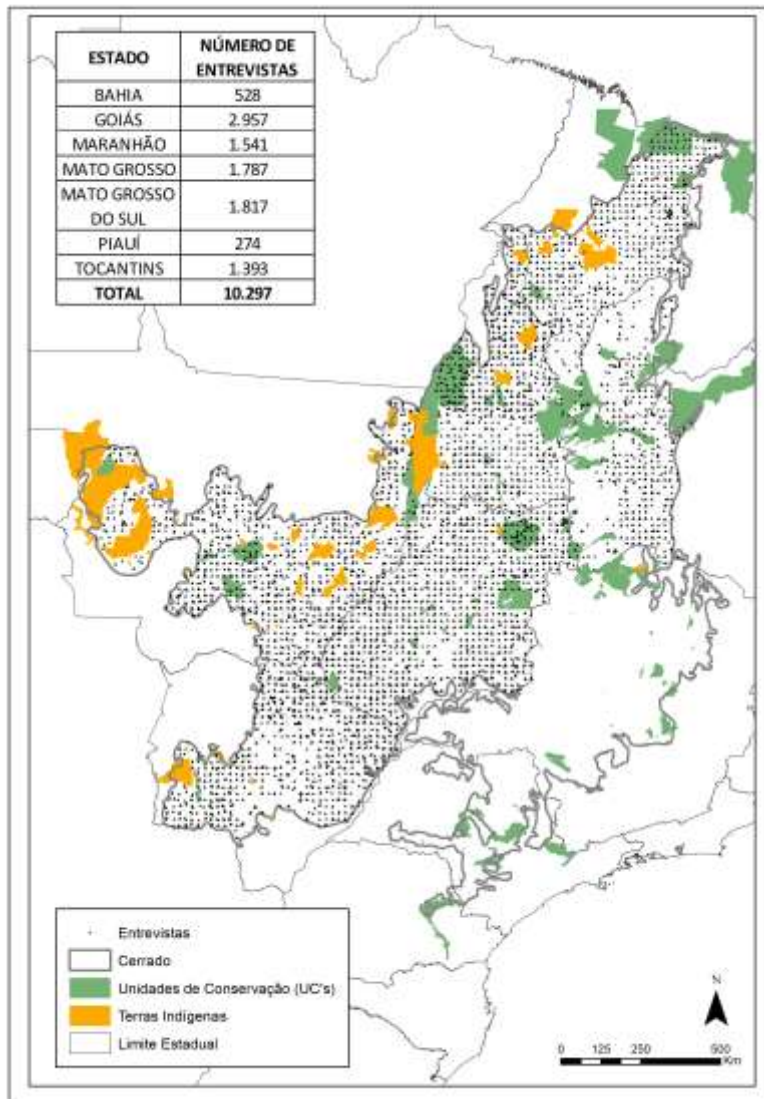 ESTADO NÚMERO DE ENTREVISTAS
BAHIA 528
GOIÁS 2.957
MARANHÃO 1.541
MATO GROSSO 1.787
MATO GROSSO DO SUL 1.817
PIAUÍ 274
TOCANTINS 1.393
TOTAL 10.297
Entrevistas
Cerrado
Unidades de Conservação (UC's)
Terras Indígenas
Limite Estadual
N
0 125 250 500
Km